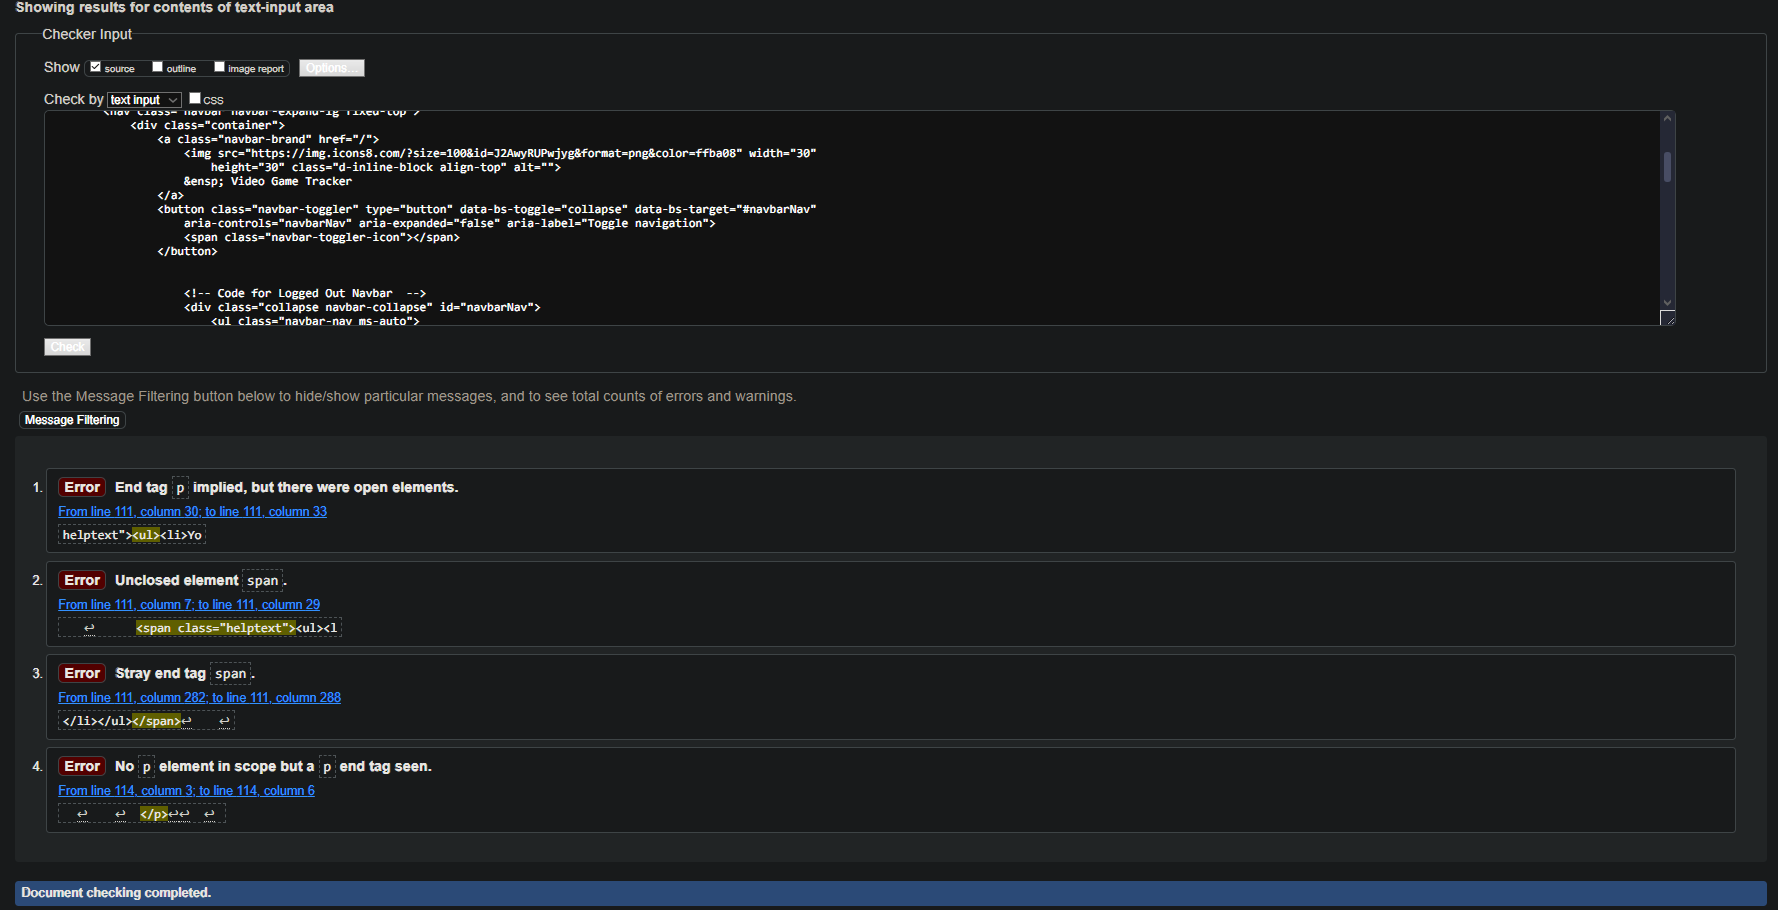 Showing results for contents of text-input area
Checker Input
Show source outline image report Options...
Check by text input CSS
<nav class="navbar navbar-expand-lg fixed-top">
<div class="container">
<a class="navbar-brand" href="/">
<img src="https://img.icons8.com/?size=100&id=J2AwyRUPwjyg&format=png&color=ffba08" width="30"
height="30" class="d-inline-block align-top" alt="">
&ensp; Video Game Tracker
</a>
<button class="navbar-toggler" type="button" data-bs-toggle="collapse" data-bs-target="#navbarNav"
aria-controls="navbarNav" aria-expanded="false" aria-label="Toggle navigation">
<span class="navbar-toggler-icon"></span>
</button>
<!-- Code for Logged Out Navbar  -->
<div class="collapse navbar-collapse" id="navbarNav">
<ul class="navbar-nav ms-auto">
Check
Use the Message Filtering button below to hide/show particular messages, and to see total counts of errors and warnings.
Message Filtering
1. Error End tag p implied, but there were open elements.
From line 111, column 30; to line 111, column 33
helptext"><ul><li>Yo
2. Error Unclosed element span.
From line 111, column 7; to line 111, column 29
↩ <span class="helptext"><ul><l
3. Error Stray end tag span.
From line 111, column 282; to line 111, column 288
</li></ul></span>↩ ↩
4. Error No p element in scope but a p end tag seen.
From line 114, column 3; to line 114, column 6
↩ ↩ </p>↩↩ ↩
Document checking completed.